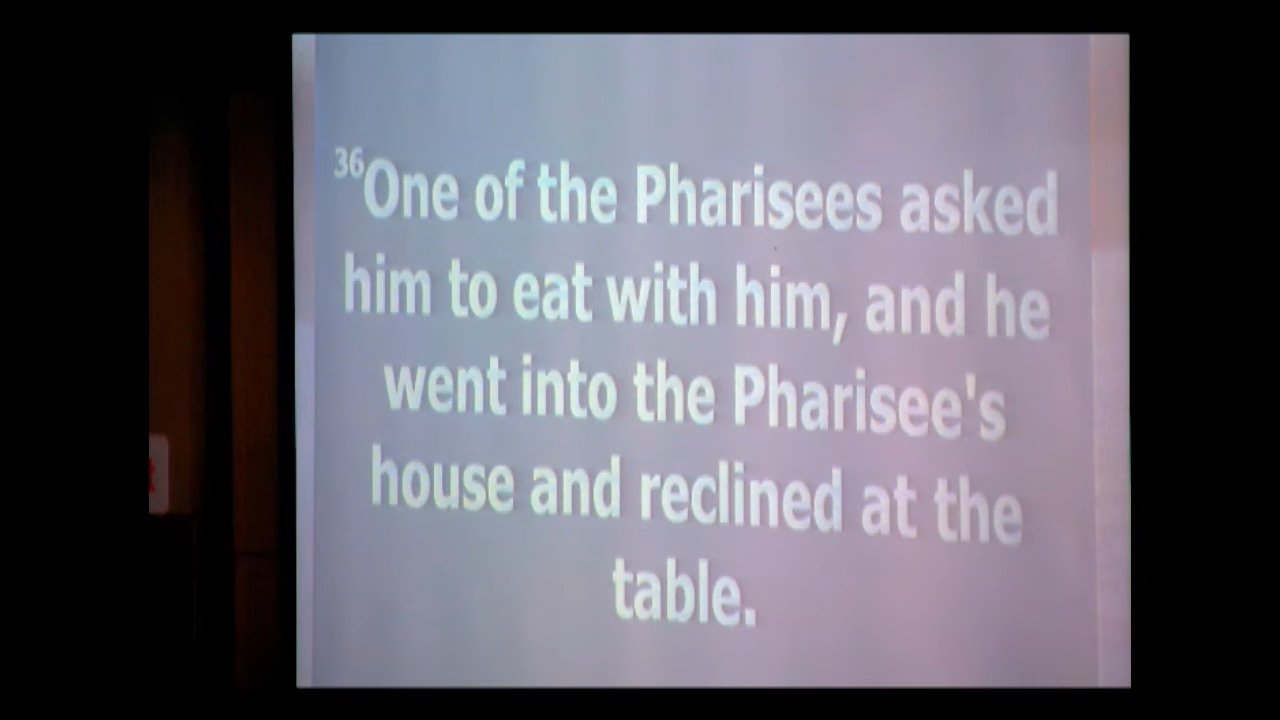 36One of the Pharisees asked
him to eat with him, and he
went into the Pharisee's
house and reclined at the
table.